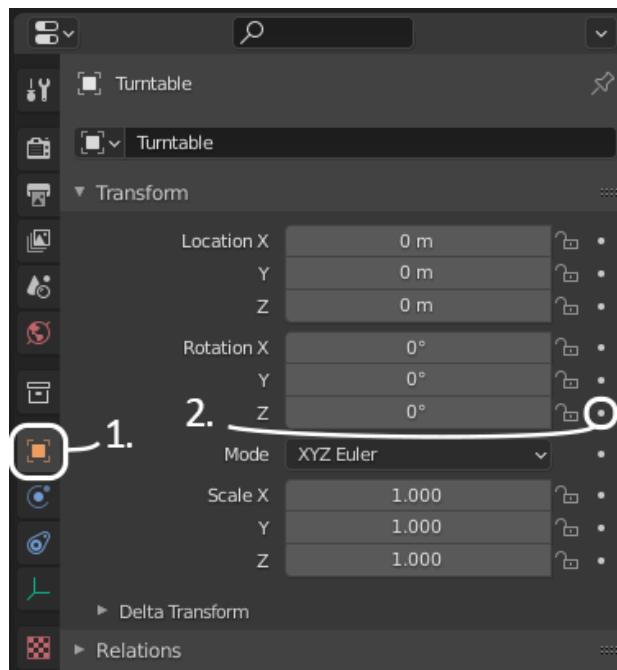 Turntable
Turntable
Transform
Location X 0 m
Y 0 m
Z 0 m
Rotation X 0°
Y 0°
Z 0°
1.
2.
Mode XYZ Euler
Scale X 1.000
Y 1.000
Z 1.000
Delta Transform
Relations